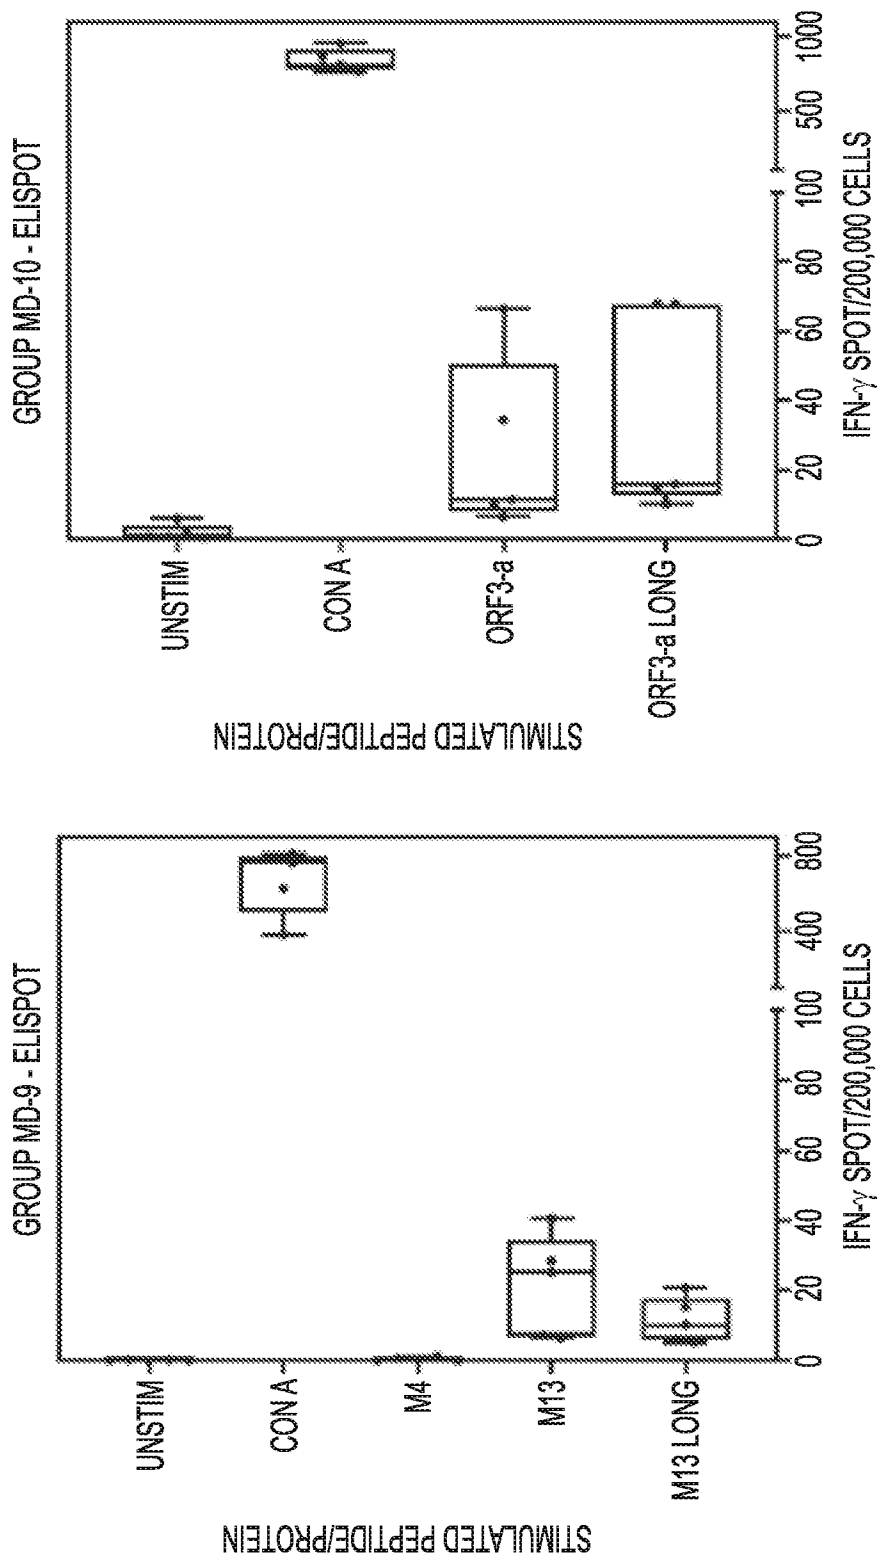 GROUP MD-9 - ELISPOT
STIMULATED PEPTIDE/PROTEIN
UNSTIM
CON A
M4
M13
M13 LONG
0
20
40
60
80
100
400
800
IFN-γ SPOT/200,000 CELLS
GROUP MD-10 - ELISPOT
STIMULATED PEPTIDE/PROTEIN
UNSTIM
CON A
ORF3-a
ORF3-a LONG
0
20
40
60
80
100
500
1000
IFN-γ SPOT/200,000 CELLS